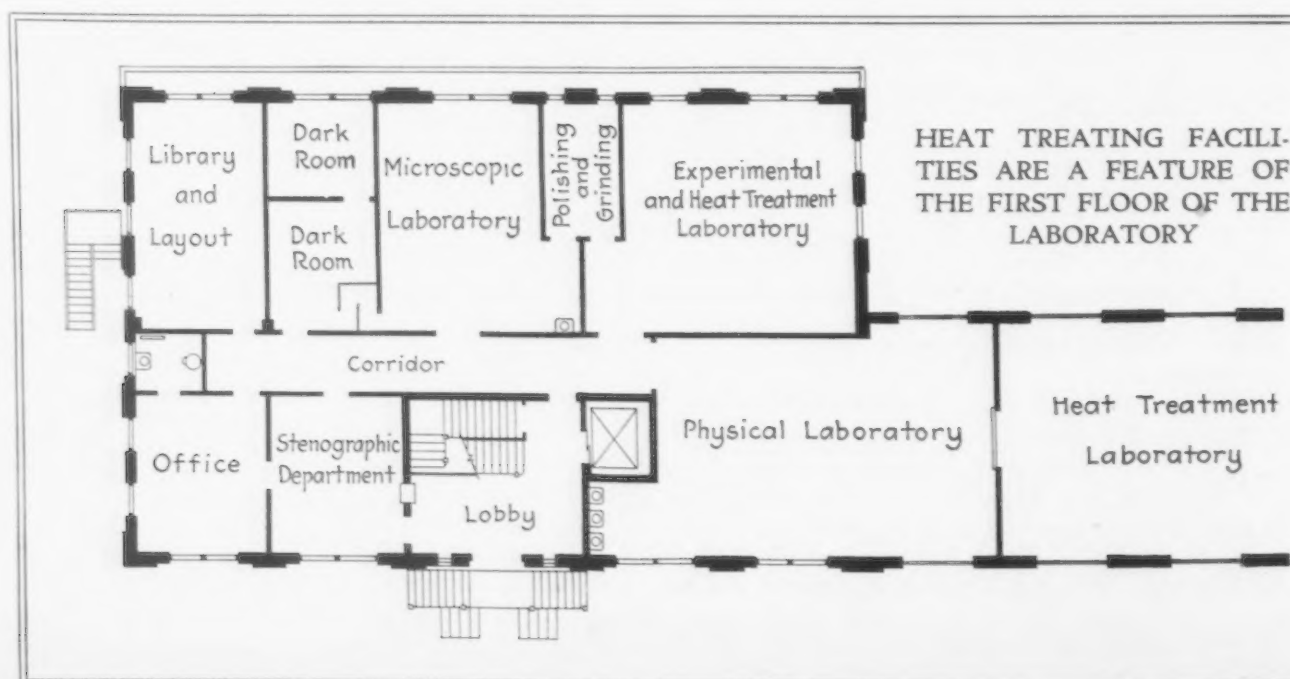 Library
and
Layout
Dark
Room
Dark
Room
Microscopic
Laboratory
Polishing
and
Grinding
Experimental
and Heat Treatment
Laboratory
HEAT TREATING FACILI-
TIES ARE A FEATURE OF
THE FIRST FLOOR OF THE
LABORATORY
Corridor
Office
Stenographic
Department
Lobby
Physical Laboratory
Heat Treatment
Laboratory